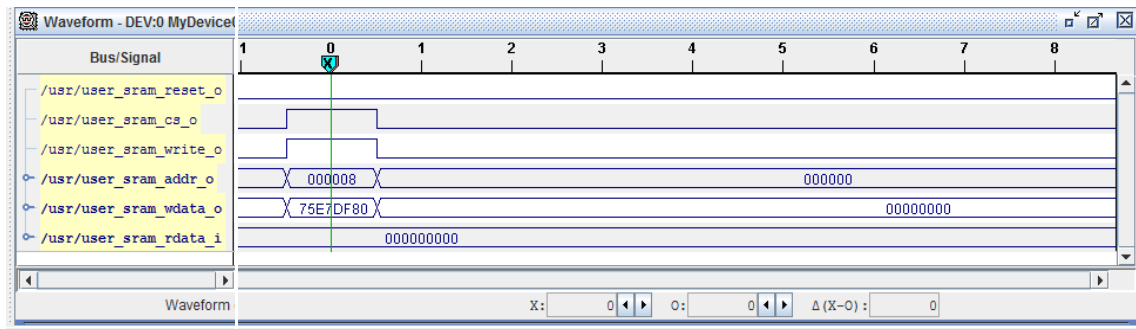 Waveform - DEV:0 MyDevice
Bus/Signal 1 0 1 2 3 4 5 6 7 8
X
/usr/user_sram_reset_o
/usr/user_sram_cs_o
/usr/user_sram_write_o
/usr/user_sram_addr_o 000008 000000
/usr/user_sram_wdata_o 75E7DF80 00000000
/usr/user_sram_rdata_i 000000000
Waveform X: 0 O: 0 Δ(X-O): 0